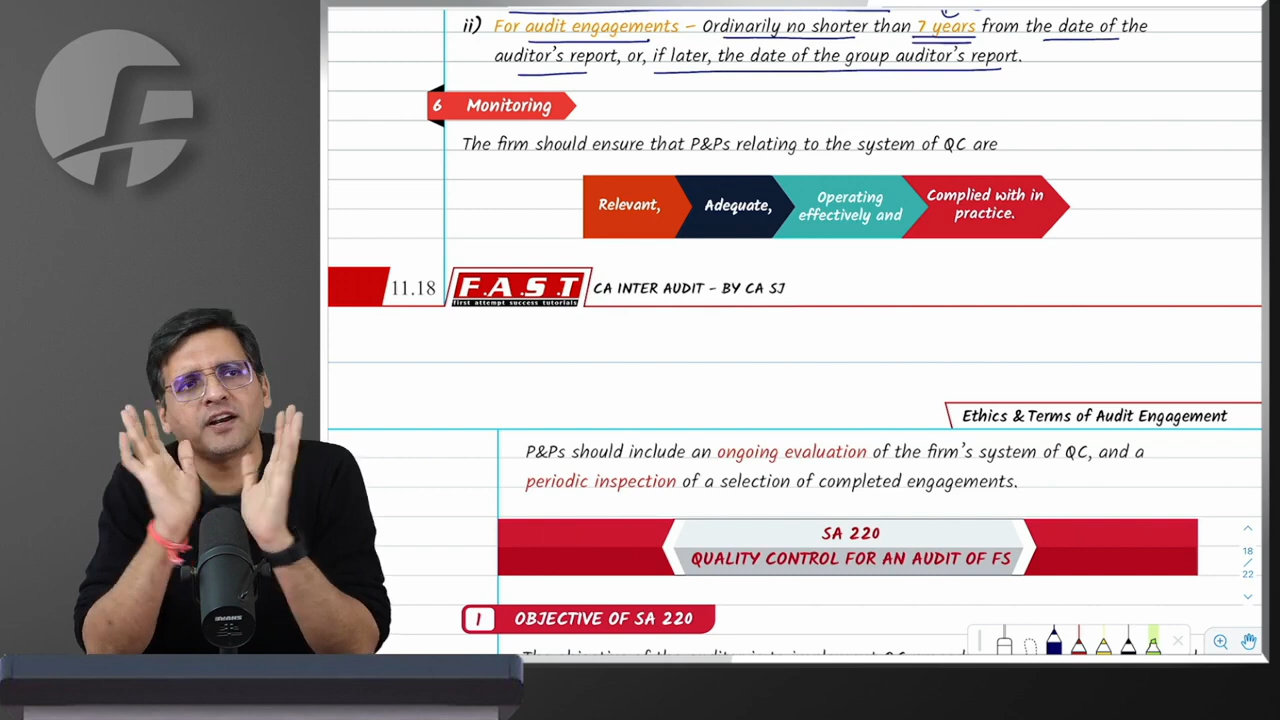 ii) For audit engagements – Ordinarily no shorter than 7 years from the date of the
auditor's report, or, if later, the date of the group auditor's report.
6 Monitoring
The firm should ensure that P&Ps relating to the system of QC are
Relevant,
Adequate,
Operating
effectively and
Complied with in
practice.
11.18
F.A.S.T
first attempt success tutorials
CA INTER AUDIT – BY CA SJ
Ethics & Terms of Audit Engagement
P&Ps should include an ongoing evaluation of the firm's system of QC, and a
periodic inspection of a selection of completed engagements.
SA 220
QUALITY CONTROL FOR AN AUDIT OF FS
1 OBJECTIVE OF SA 220
18
/
22
SHURE